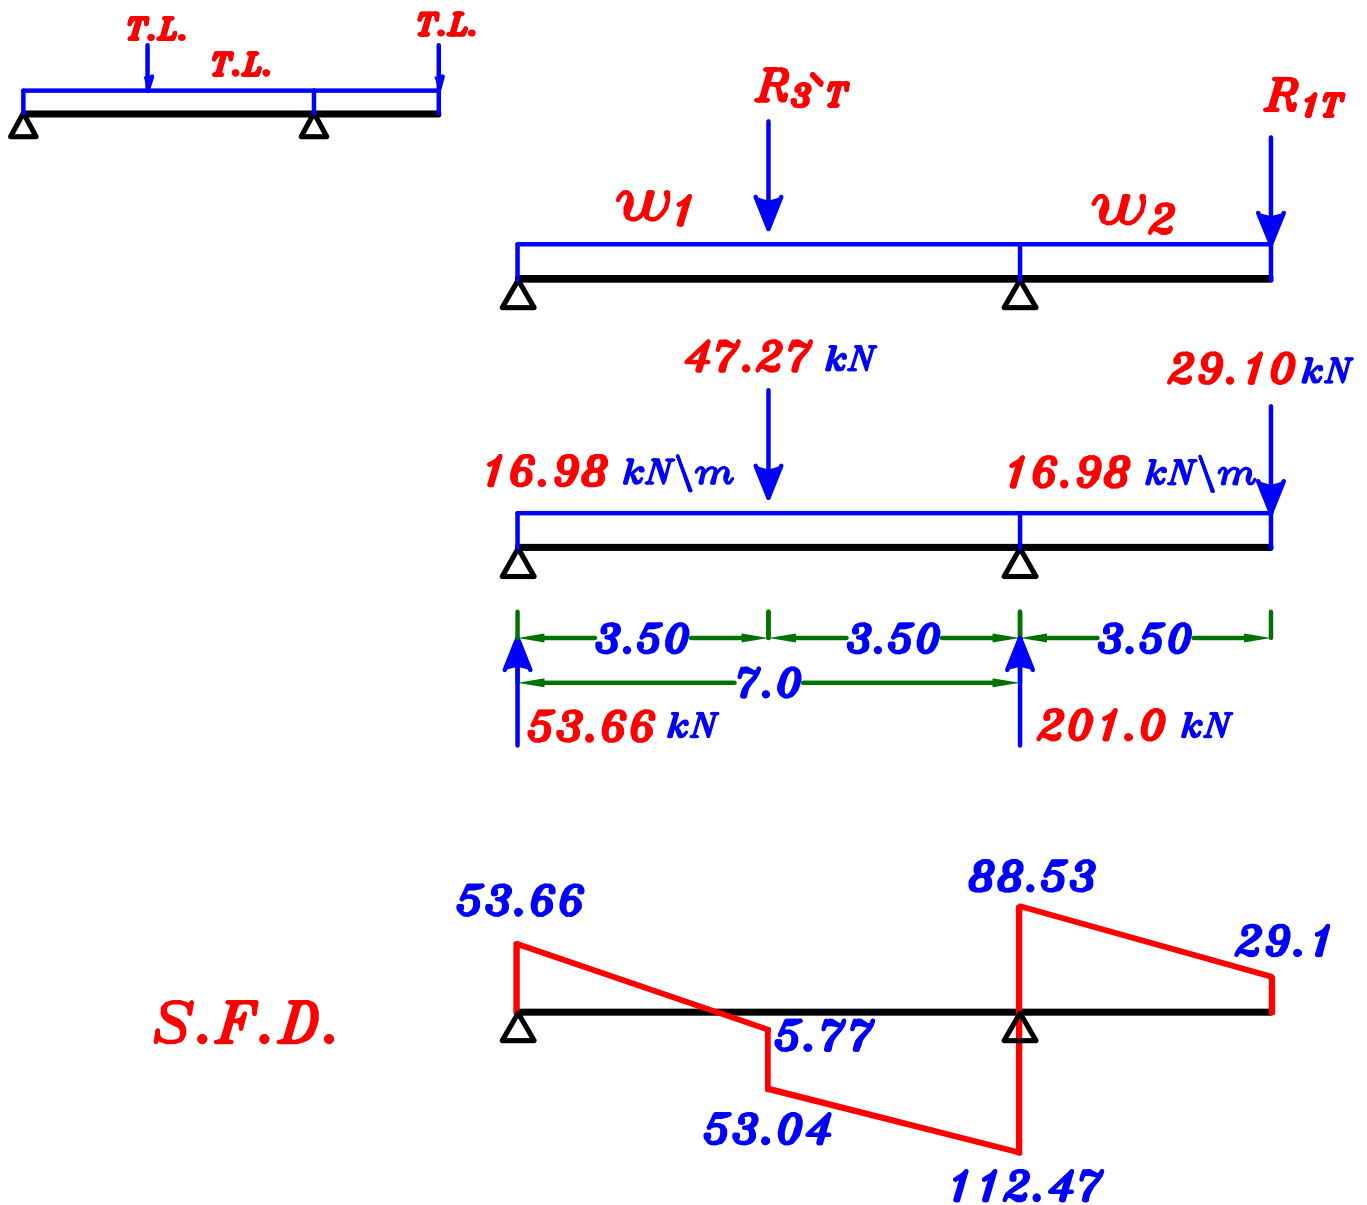 T.L.
T.L.
T.L.
R3`T
R1T
w1
w2
47.27 kN
29.10 kN
16.98 kN\m
16.98 kN\m
3.50
3.50
3.50
7.0
53.66 kN
201.0 kN
88.53
53.66
29.1
S.F.D.
5.77
53.04
112.47